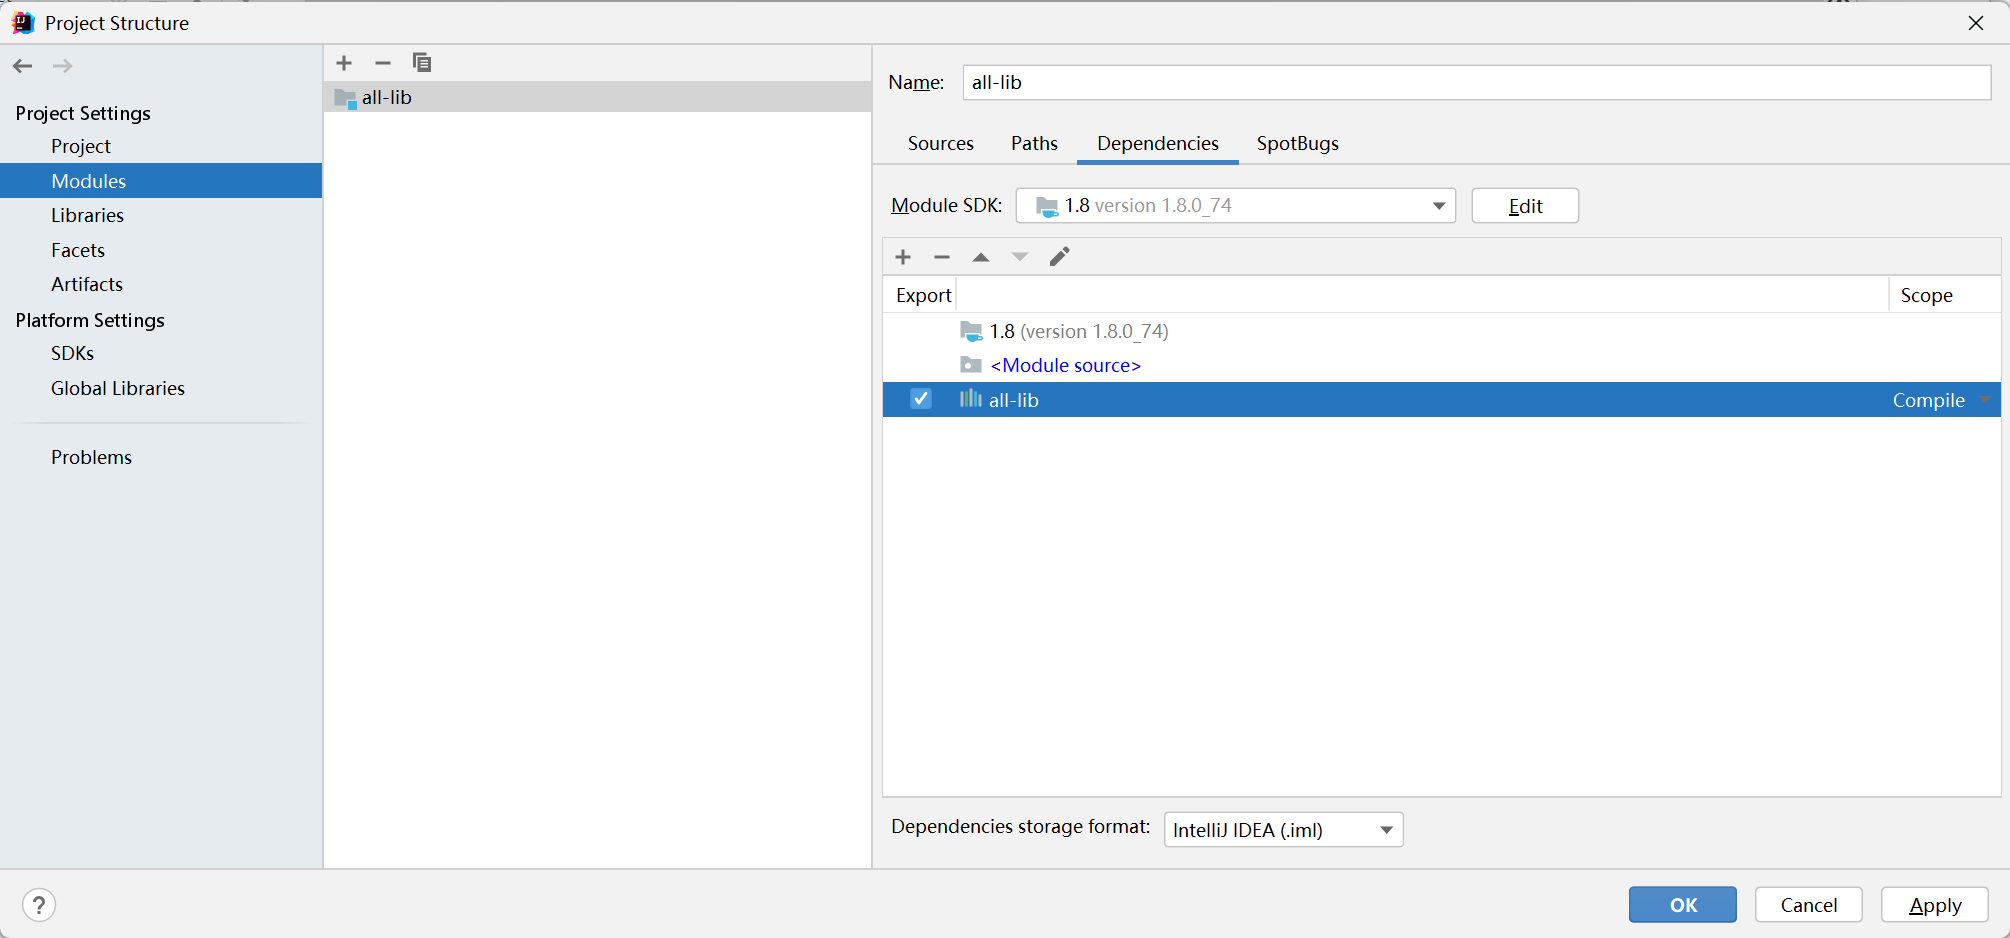 Project Structure
Project Settings
Project
Modules
Libraries
Facets
Artifacts
Platform Settings
SDKs
Global Libraries
Problems
all-lib
Name: all-lib
Sources Paths Dependencies SpotBugs
Module SDK: 1.8 version 1.8.0_74 Edit
Export Scope
1.8 (version 1.8.0_74)
<Module source>
all-lib Compile
Dependencies storage format: IntelliJ IDEA (.iml)
? OK Cancel Apply